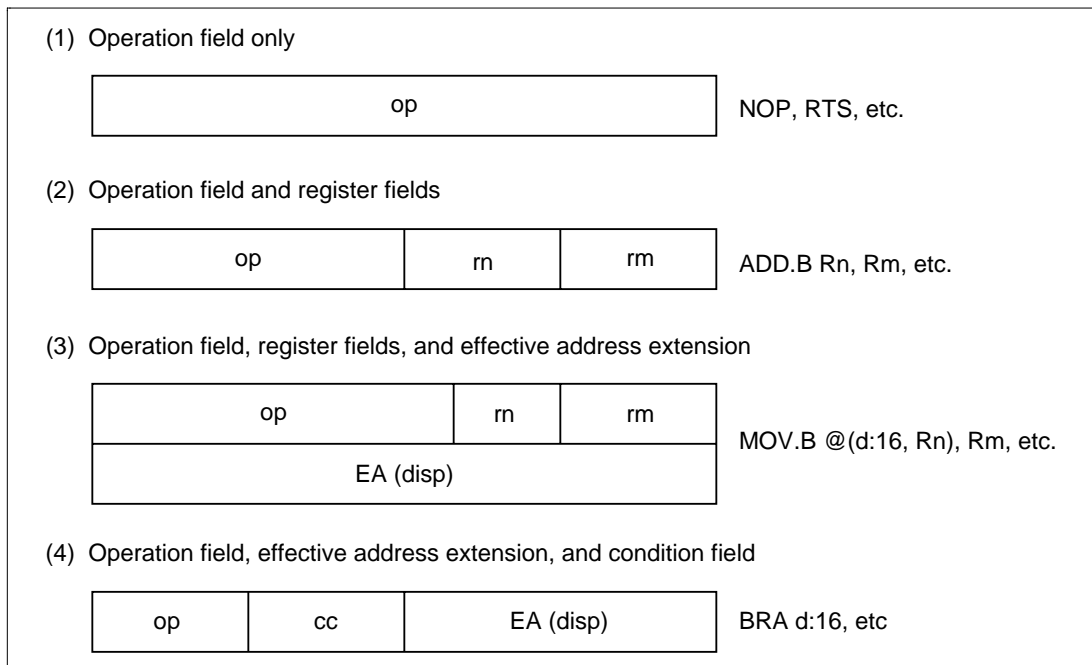 (1) Operation field only
op
NOP, RTS, etc.
(2) Operation field and register fields
op rn rm
ADD.B Rn, Rm, etc.
(3) Operation field, register fields, and effective address extension
op rn rm
MOV.B @(d:16, Rn), Rm, etc.
EA (disp)
(4) Operation field, effective address extension, and condition field
op cc EA (disp)
BRA d:16, etc